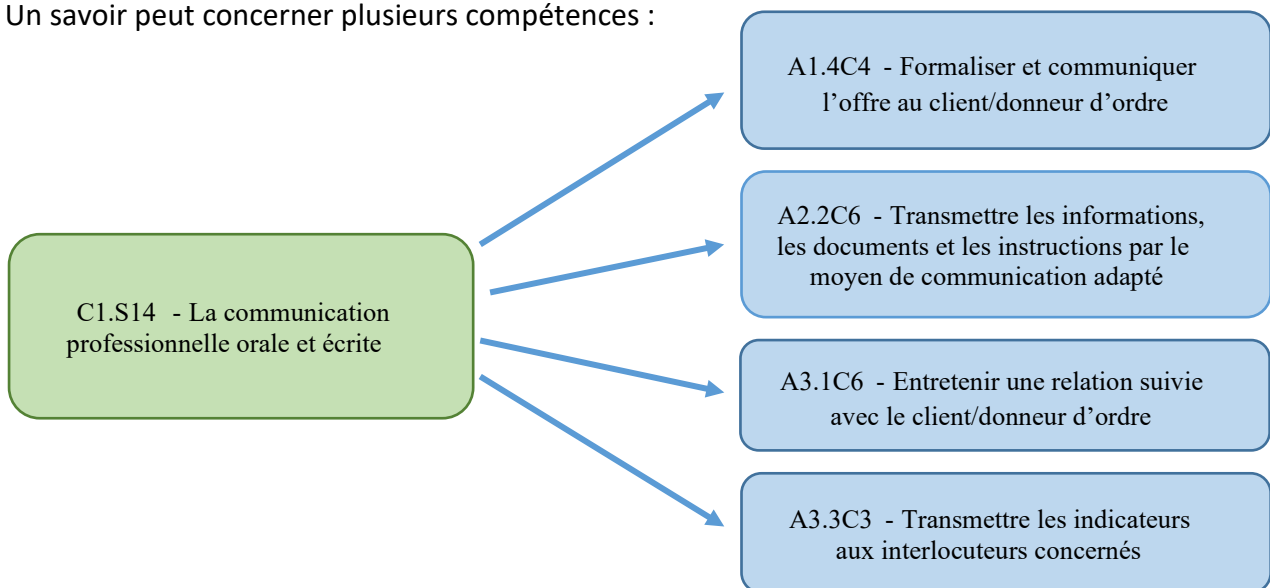 Un savoir peut concerner plusieurs compétences :
A1.4C4 - Formaliser et communiquer
l’offre au client/donneur d’ordre
A2.2C6 - Transmettre les informations,
les documents et les instructions par le
moyen de communication adapté
C1.S14 - La communication
professionnelle orale et écrite
A3.1C6 - Entretenir une relation suivie
avec le client/donneur d’ordre
A3.3C3 - Transmettre les indicateurs
aux interlocuteurs concernés